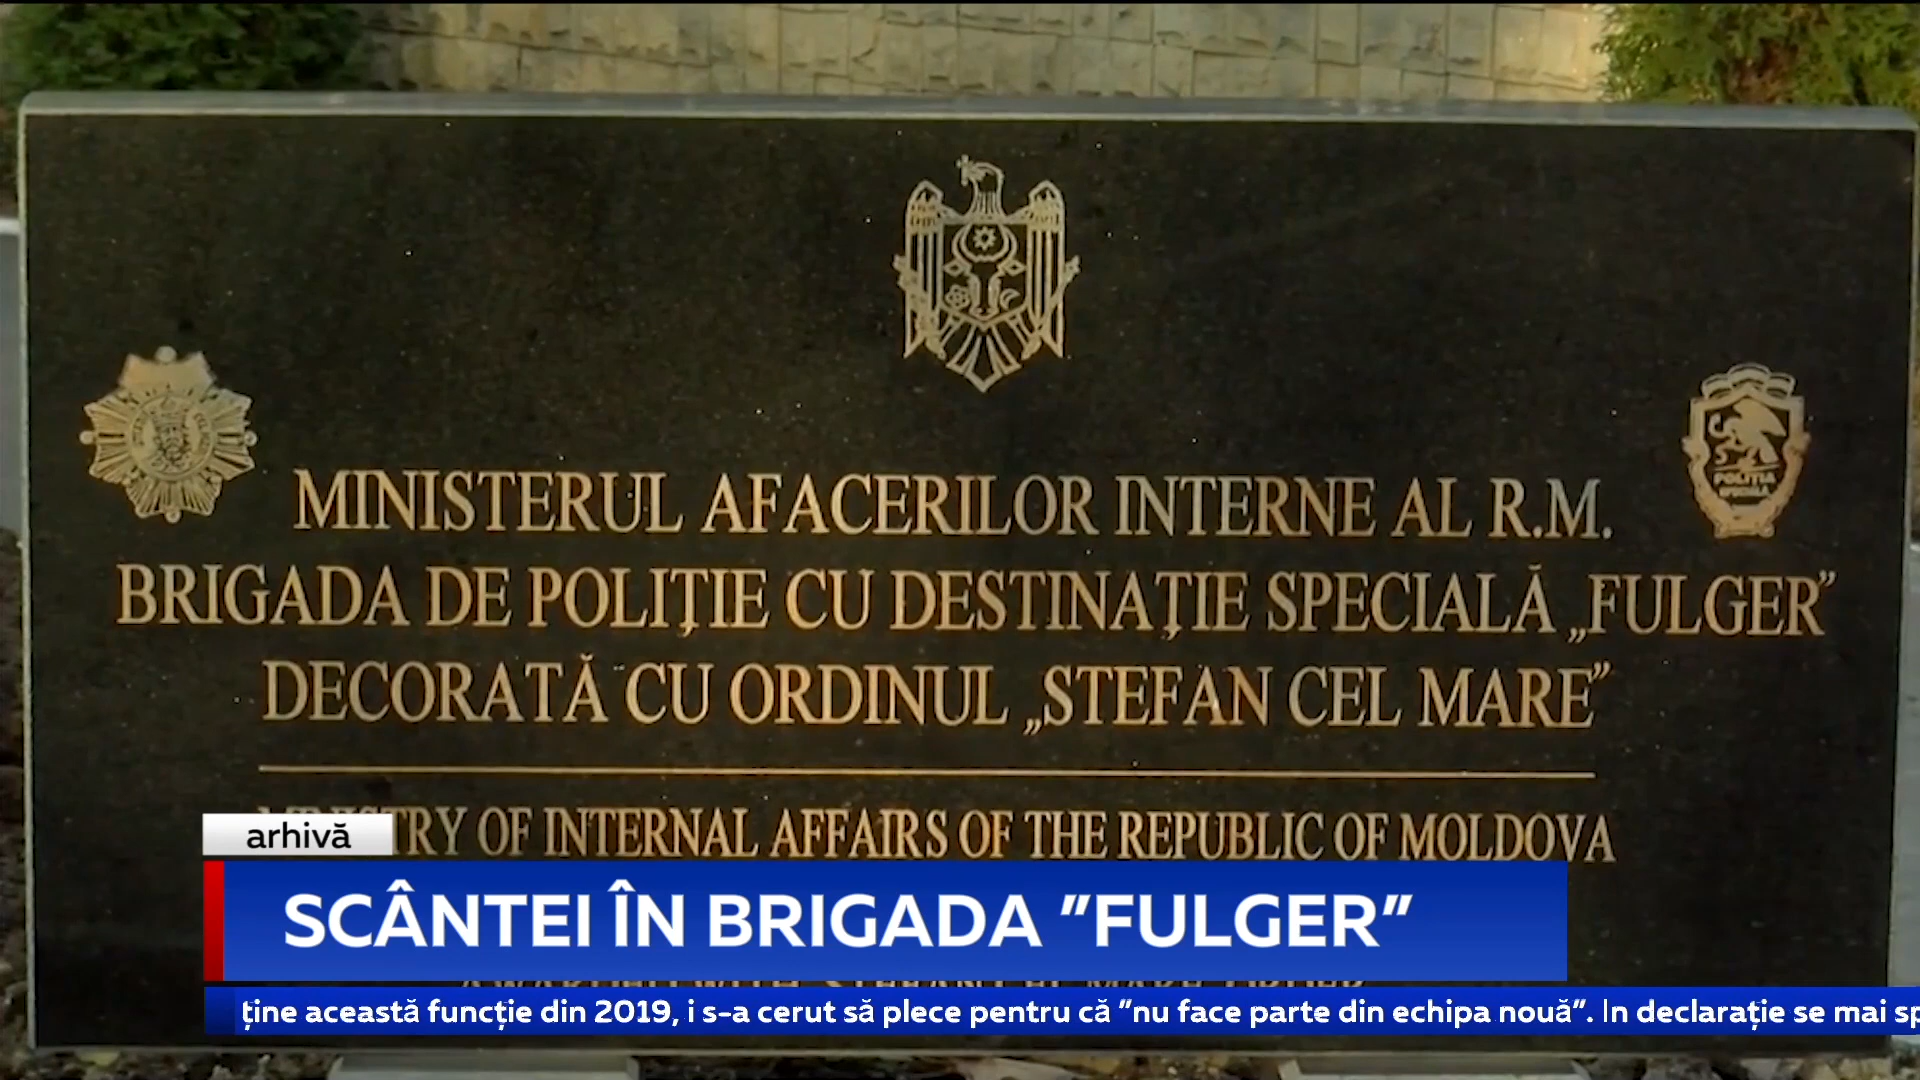 POLIȚIA
MINISTERUL AFACERILOR INTERNE AL R.M.
BRIGADA DE POLIȚIE CU DESTINAȚIE SPECIALĂ „FULGER”
DECORATĂ CU ORDINUL „STEFAN CEL MARE”
OF INTERNAL AFFAIRS OF THE REPUBLIC OF MOLDOVA
arhivă
SCÂNTEI ÎN BRIGADA ”FULGER”
ține această funcție din 2019, i s-a cerut să plece pentru că ”nu face parte din echipa nouă”. In declarație se mai sp